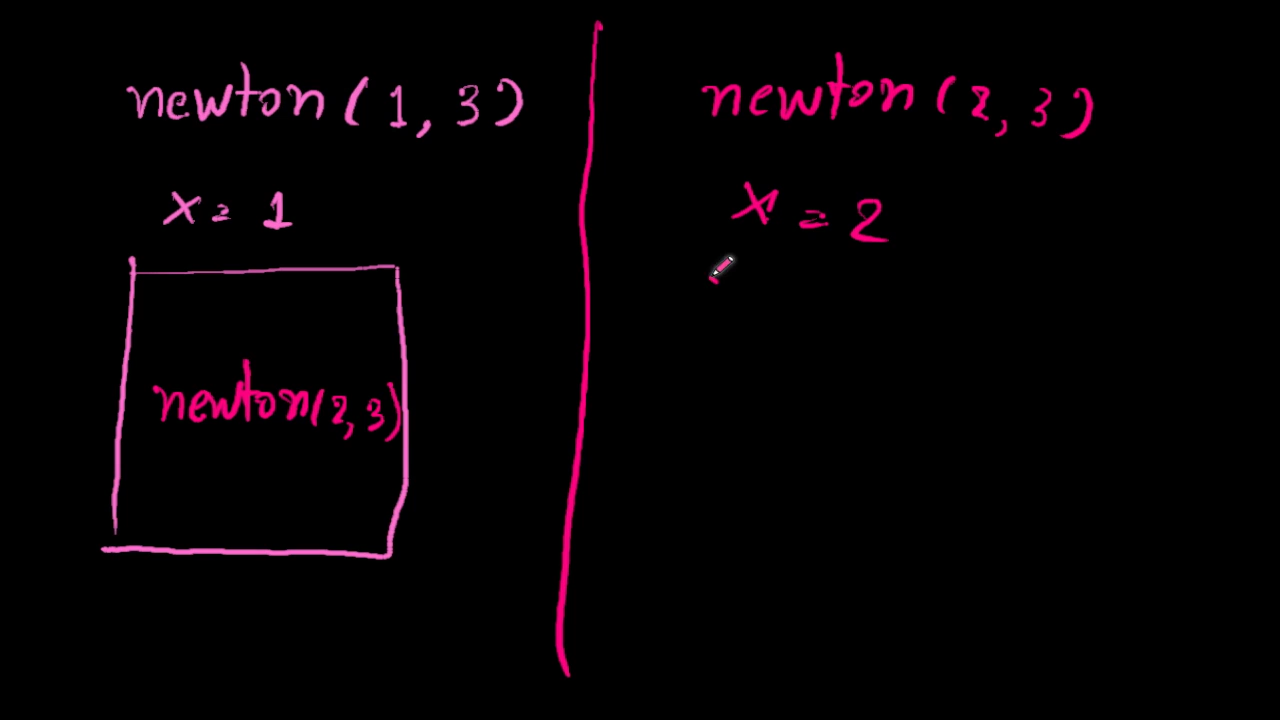 newton(1,3)
x = 1
newton(2,3)
newton(2,3)
x = 2